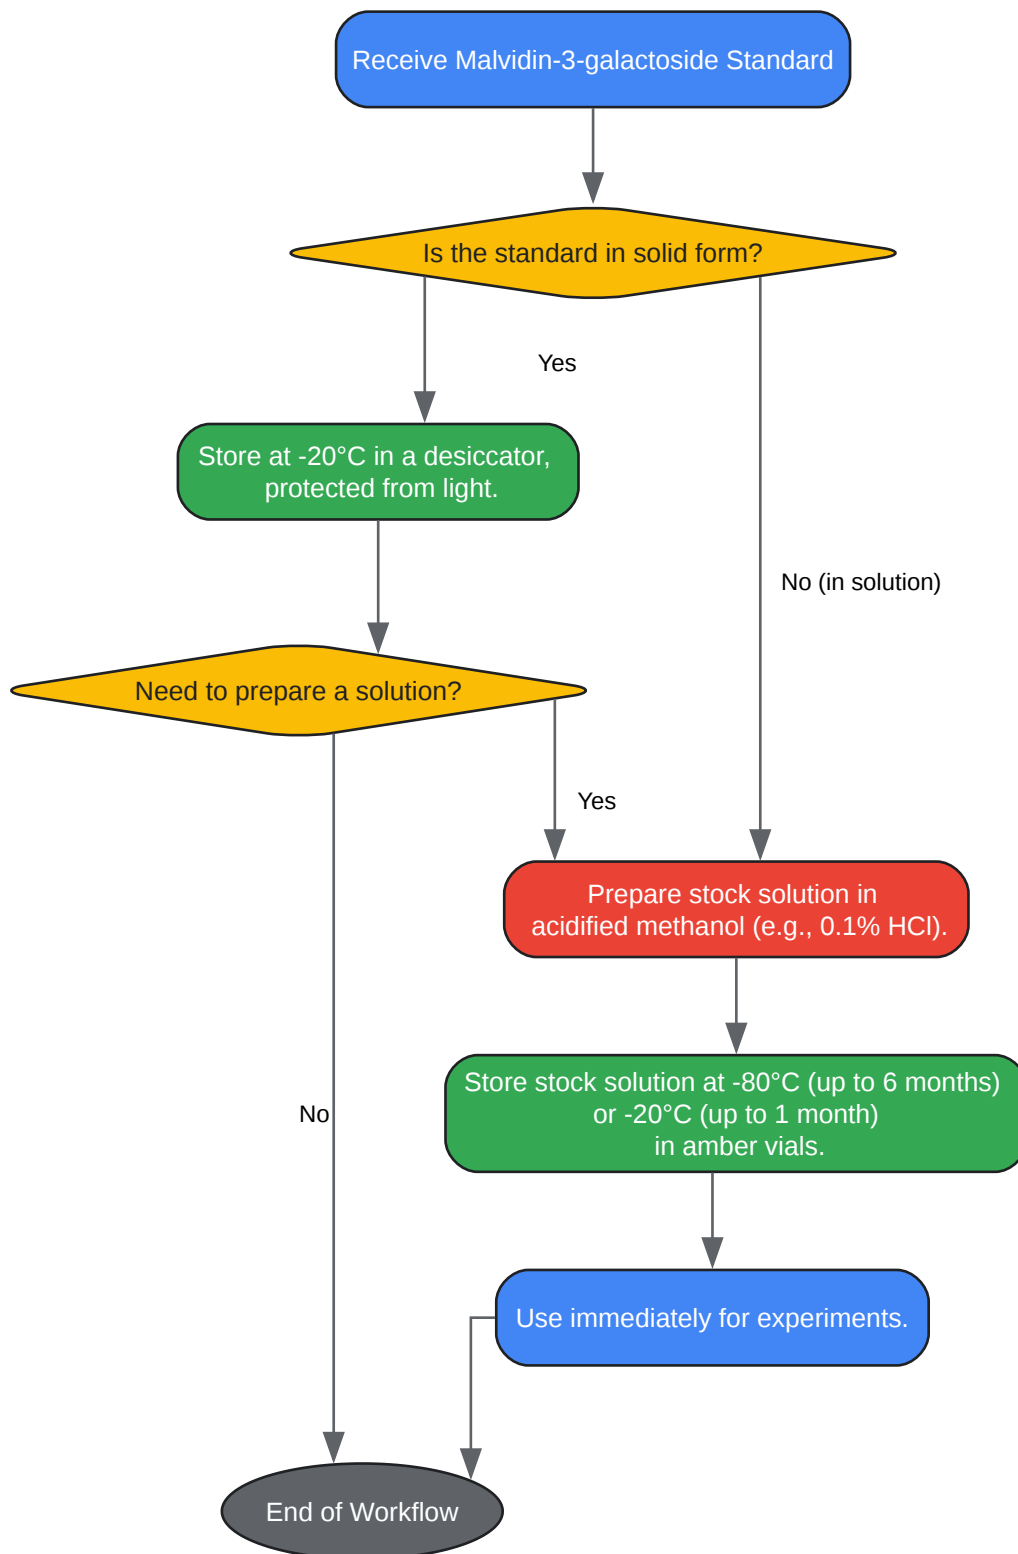 Receive Malvidin-3-galactoside Standard
Is the standard in solid form?
Yes
Store at -20°C in a desiccator,
protected from light.
No (in solution)
Need to prepare a solution?
Yes
Prepare stock solution in
acidified methanol (e.g., 0.1% HCl).
Store stock solution at -80°C (up to 6 months)
or -20°C (up to 1 month)
in amber vials.
No
Use immediately for experiments.
End of Workflow